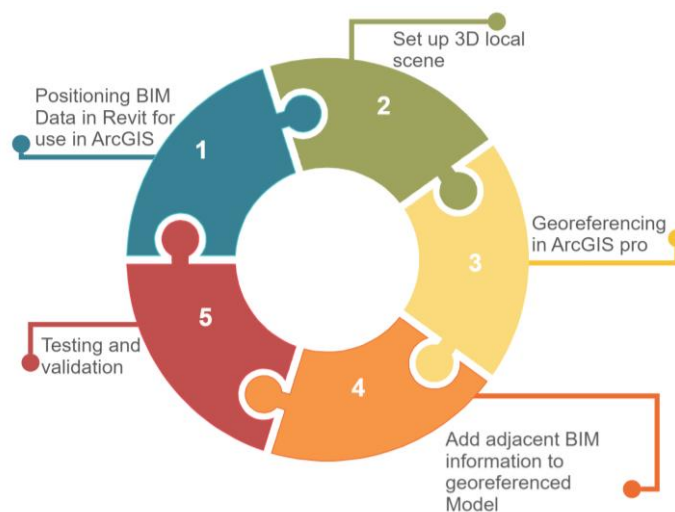 1
Positioning BIM
Data in Revit for
use in ArcGIS
2
Set up 3D local
scene
3
Georeferencing
in ArcGIS pro
4
Add adjacent BIM
information to
georeferenced
Model
5
Testing and
validation